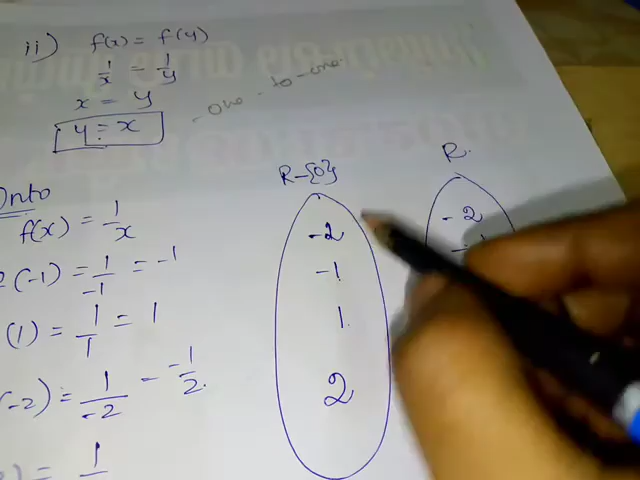 ii) f(x) = f(y)
1/x = 1/y
x = y
y = x
- One - to - one.
Onto
f(x) = 1/x
(-1) = 1/-1 = -1
(1) = 1/1 = 1
(-2) = 1/-2 = -1/2.
) = 1
R-{0}
-2
-1
1
2
R.
-2